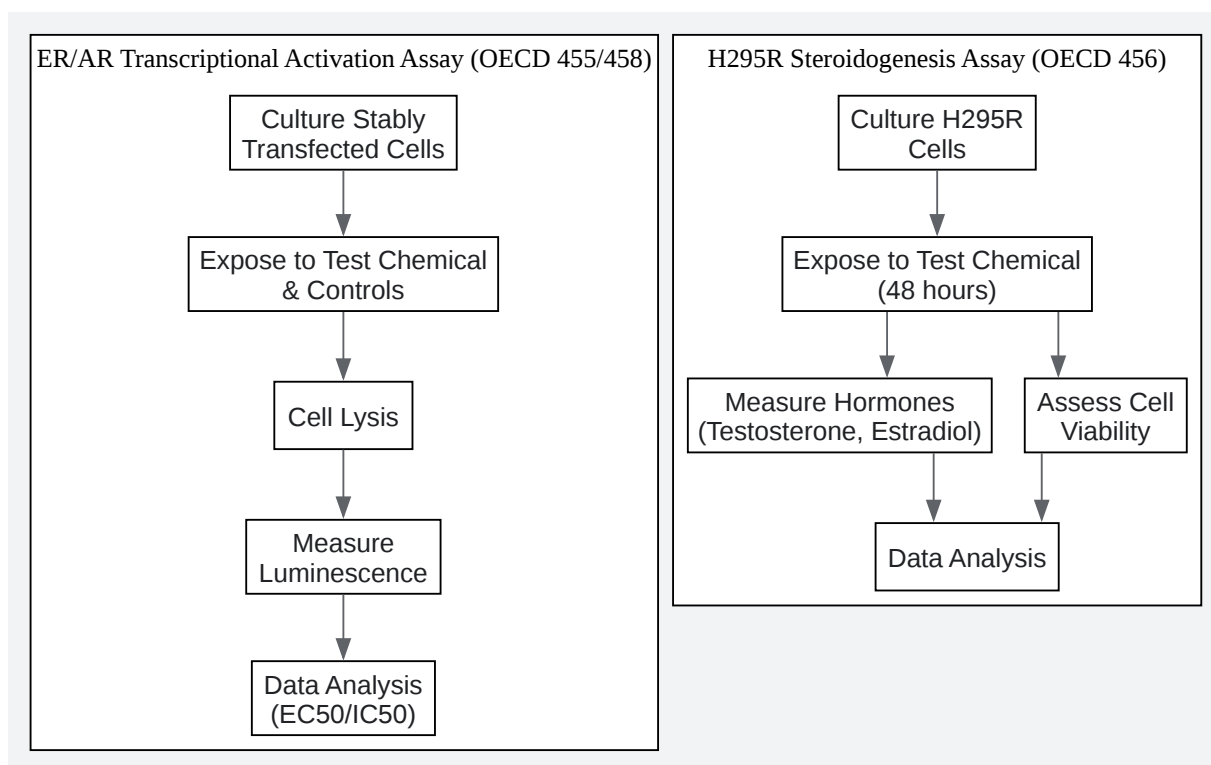 ER/AR Transcriptional Activation Assay (OECD 455/458)
Culture Stably
Transfected Cells
Expose to Test Chemical
& Controls
Cell Lysis
Measure
Luminescence
Data Analysis
(EC50/IC50)
H295R Steroidogenesis Assay (OECD 456)
Culture H295R
Cells
Expose to Test Chemical
(48 hours)
Measure Hormones
(Testosterone, Estradiol)
Assess Cell
Viability
Data Analysis